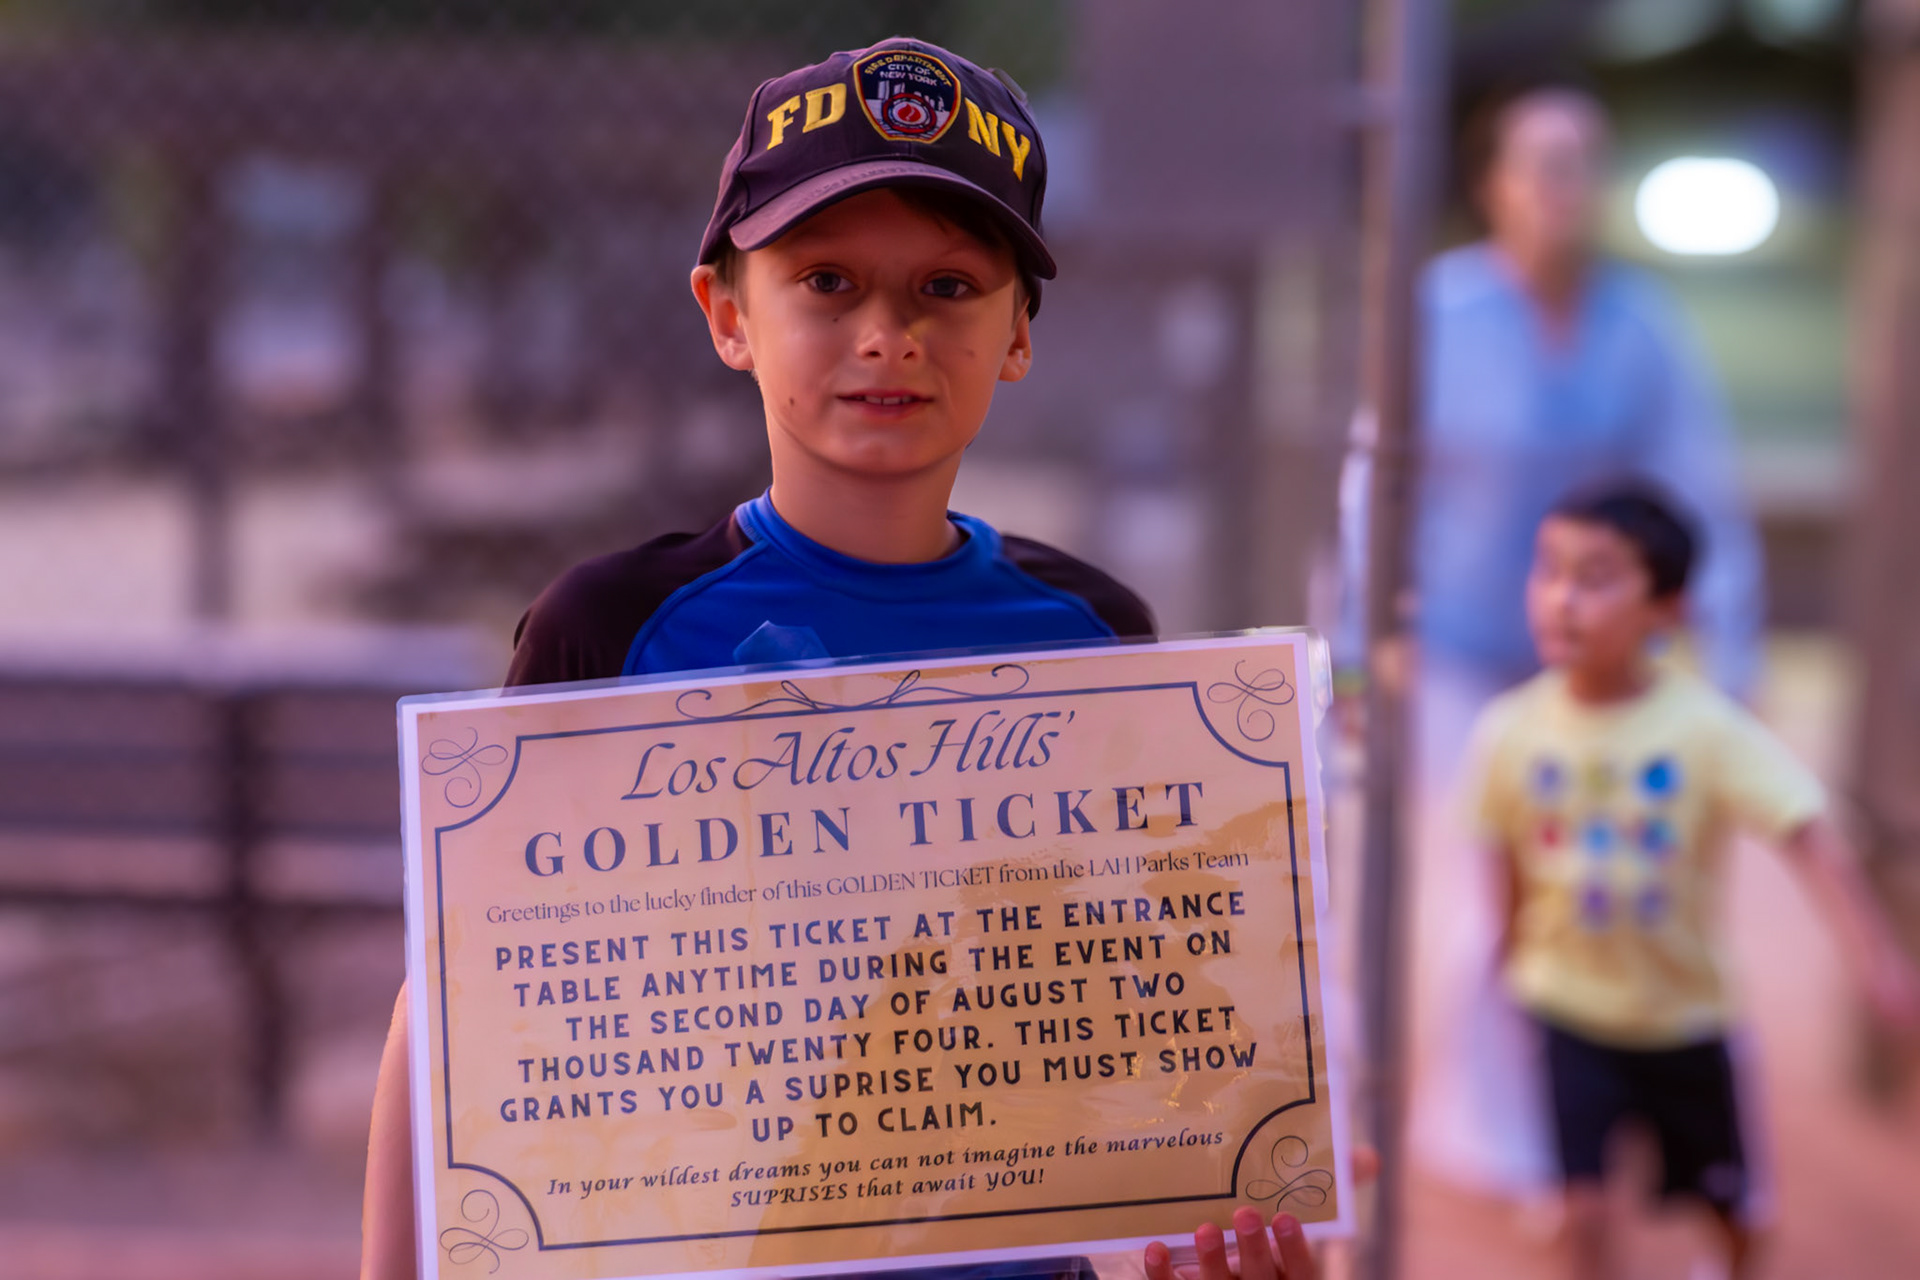 FIRE DEPARTMENT
CITY OF
NEW YORK
FD NY
Los Altos Hills'
GOLDEN TICKET
Greetings to the lucky finder of this GOLDEN TICKET from the LAH Parks Team
PRESENT THIS TICKET AT THE ENTRANCE
TABLE ANYTIME DURING THE EVENT ON
THE SECOND DAY OF AUGUST TWO
THOUSAND TWENTY FOUR. THIS TICKET
GRANTS YOU A SUPRISE YOU MUST SHOW
UP TO CLAIM.
In your wildest dreams you can not imagine the marvelous
SUPRISES that await YOU!